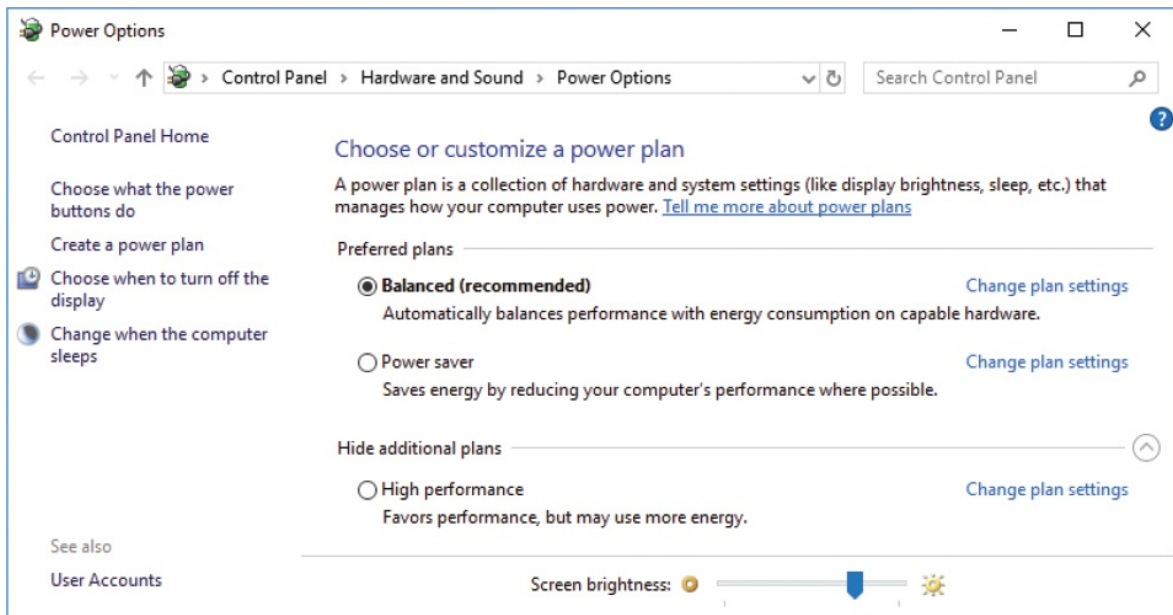 Power Options
Control Panel > Hardware and Sound > Power Options
Search Control Panel
Control Panel Home
Choose what the power
buttons do
Create a power plan
Choose when to turn off the
display
Change when the computer
sleeps
See also
User Accounts
?
Choose or customize a power plan
A power plan is a collection of hardware and system settings (like display brightness, sleep, etc.) that
manages how your computer uses power. Tell me more about power plans
Preferred plans
Balanced (recommended)
Change plan settings
Automatically balances performance with energy consumption on capable hardware.
Power saver
Change plan settings
Saves energy by reducing your computer's performance where possible.
Hide additional plans
High performance
Change plan settings
Favors performance, but may use more energy.
Screen brightness: